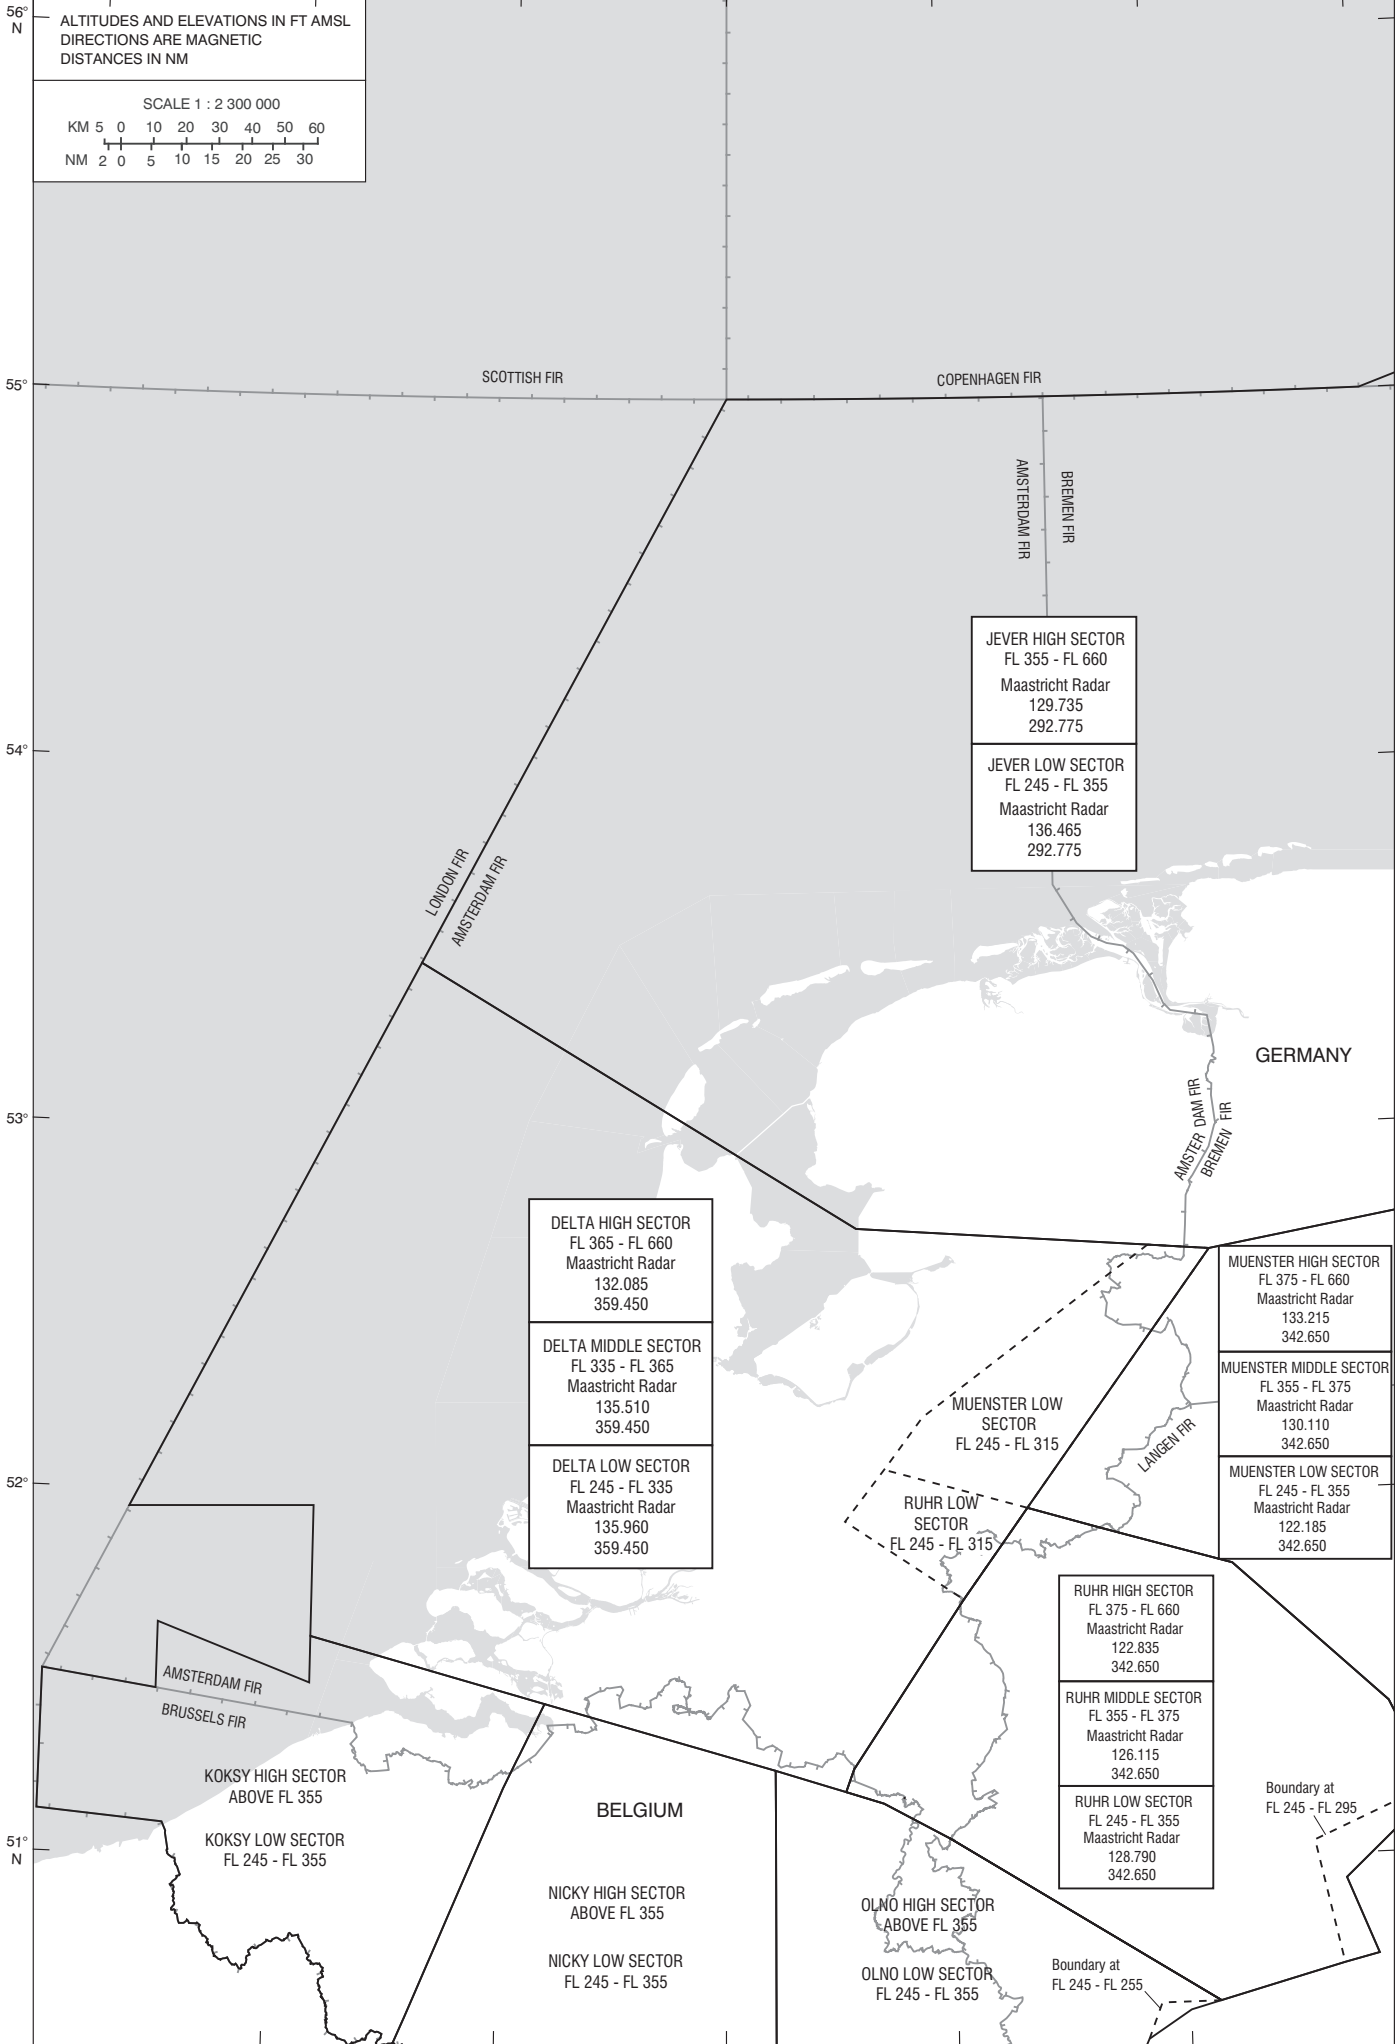 56°
N
ALTITUDES AND ELEVATIONS IN FT AMSL
DIRECTIONS ARE MAGNETIC
DISTANCES IN NM
SCALE 1 : 2 300 000
KM 5 0 10 20 30 40 50 60
NM 2 0 5 10 15 20 25 30
55°
SCOTTISH FIR
COPENHAGEN FIR
AMSTERDAM FIR
BREMEN FIR
JEVER HIGH SECTOR
FL 355 - FL 660
Maastricht Radar
129.735
292.775
54°
JEVER LOW SECTOR
FL 245 - FL 355
Maastricht Radar
136.465
292.775
LONDON FIR
AMSTERDAM FIR
GERMANY
53°
AMSTER DAM FIR
BREMEN FIR
DELTA HIGH SECTOR
FL 365 - FL 660
Maastricht Radar
132.085
359.450
DELTA MIDDLE SECTOR
FL 335 - FL 365
Maastricht Radar
135.510
359.450
DELTA LOW SECTOR
FL 245 - FL 335
Maastricht Radar
135.960
359.450
MUENSTER HIGH SECTOR
FL 375 - FL 660
Maastricht Radar
133.215
342.650
MUENSTER MIDDLE SECTOR
FL 355 - FL 375
Maastricht Radar
130.110
342.650
MUENSTER LOW SECTOR
FL 245 - FL 355
Maastricht Radar
122.185
342.650
MUENSTER LOW
SECTOR
FL 245 - FL 315
LANGEN FIR
52°
RUHR LOW
SECTOR
FL 245 - FL 315
RUHR HIGH SECTOR
FL 375 - FL 660
Maastricht Radar
122.835
342.650
RUHR MIDDLE SECTOR
FL 355 - FL 375
Maastricht Radar
126.115
342.650
RUHR LOW SECTOR
FL 245 - FL 355
Maastricht Radar
128.790
342.650
AMSTERDAM FIR
BRUSSELS FIR
KOKSY HIGH SECTOR
ABOVE FL 355
KOKSY LOW SECTOR
FL 245 - FL 355
BELGIUM
Boundary at
FL 245 - FL 295
51°
N
NICKY HIGH SECTOR
ABOVE FL 355
NICKY LOW SECTOR
FL 245 - FL 355
OLNO HIGH SECTOR
ABOVE FL 355
OLNO LOW SECTOR
FL 245 - FL 355
Boundary at
FL 245 - FL 255